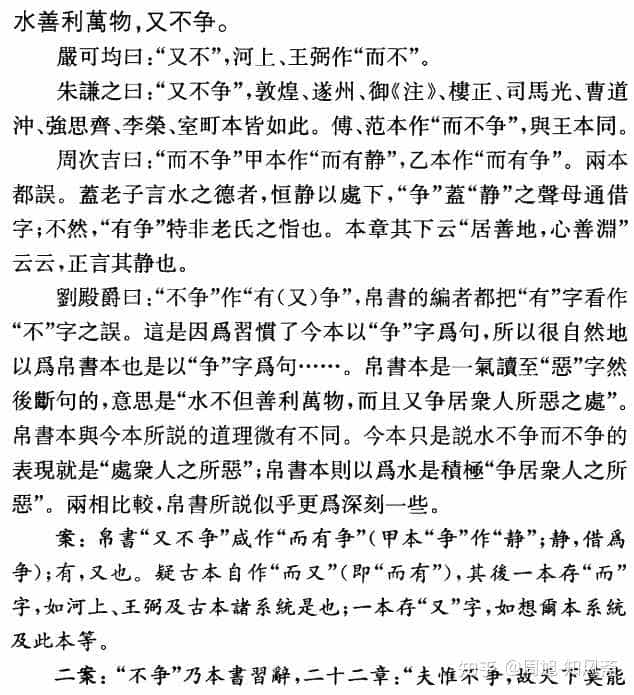 水善利萬物，又不争。
嚴可均曰：“又不”，河上、王弼作“而不”。
朱謙之曰：“又不争”，敦煌、遂州、御《注》、樓正、司馬光、曹道
沖、強思齊、李榮、室町本皆如此。傅、范本作“而不争”，與王本同。
周次吉曰：“而不争”甲本作“而有静”，乙本作“而有争”。兩本
都誤。蓋老子言水之德者，恒静以處下，“争”蓋“静”之聲母通借
字；不然，“有争”特非老氏之恉也。本章其下云“居善地，心善淵”
云云，正言其静也。
劉殿爵曰：“不争”作“有（又）争”，帛書的編者都把“有”字看作
“不”字之誤。這是因爲習慣了今本以“争”字爲句，所以很自然地
以爲帛書本也是以“争”字爲句……。帛書本是一氣讀至“惡”字然
後斷句的，意思是“水不但善利萬物，而且又争居衆人所惡之處”。
帛書本與今本所説的道理微有不同。今本只是説水不争而不争的
表現就是“處衆人之所惡”；帛書本則以爲水是積極“争居衆人之所
惡”。兩相比較，帛書所説似乎更爲深刻一些。
案：帛書“又不争”咸作“而有争”（甲本“争”作“静”；静，借爲
争）；有，又也。疑古本自作“而又”（即“而有”），其後一本存“而”
字，如河上、王弼及古本諸系統是也；一本存“又”字，如想爾本系統
及此本等。
二案：“不争”乃本書習辭，二十二章：“夫惟不争，故天下莫能
知乎 @周旭